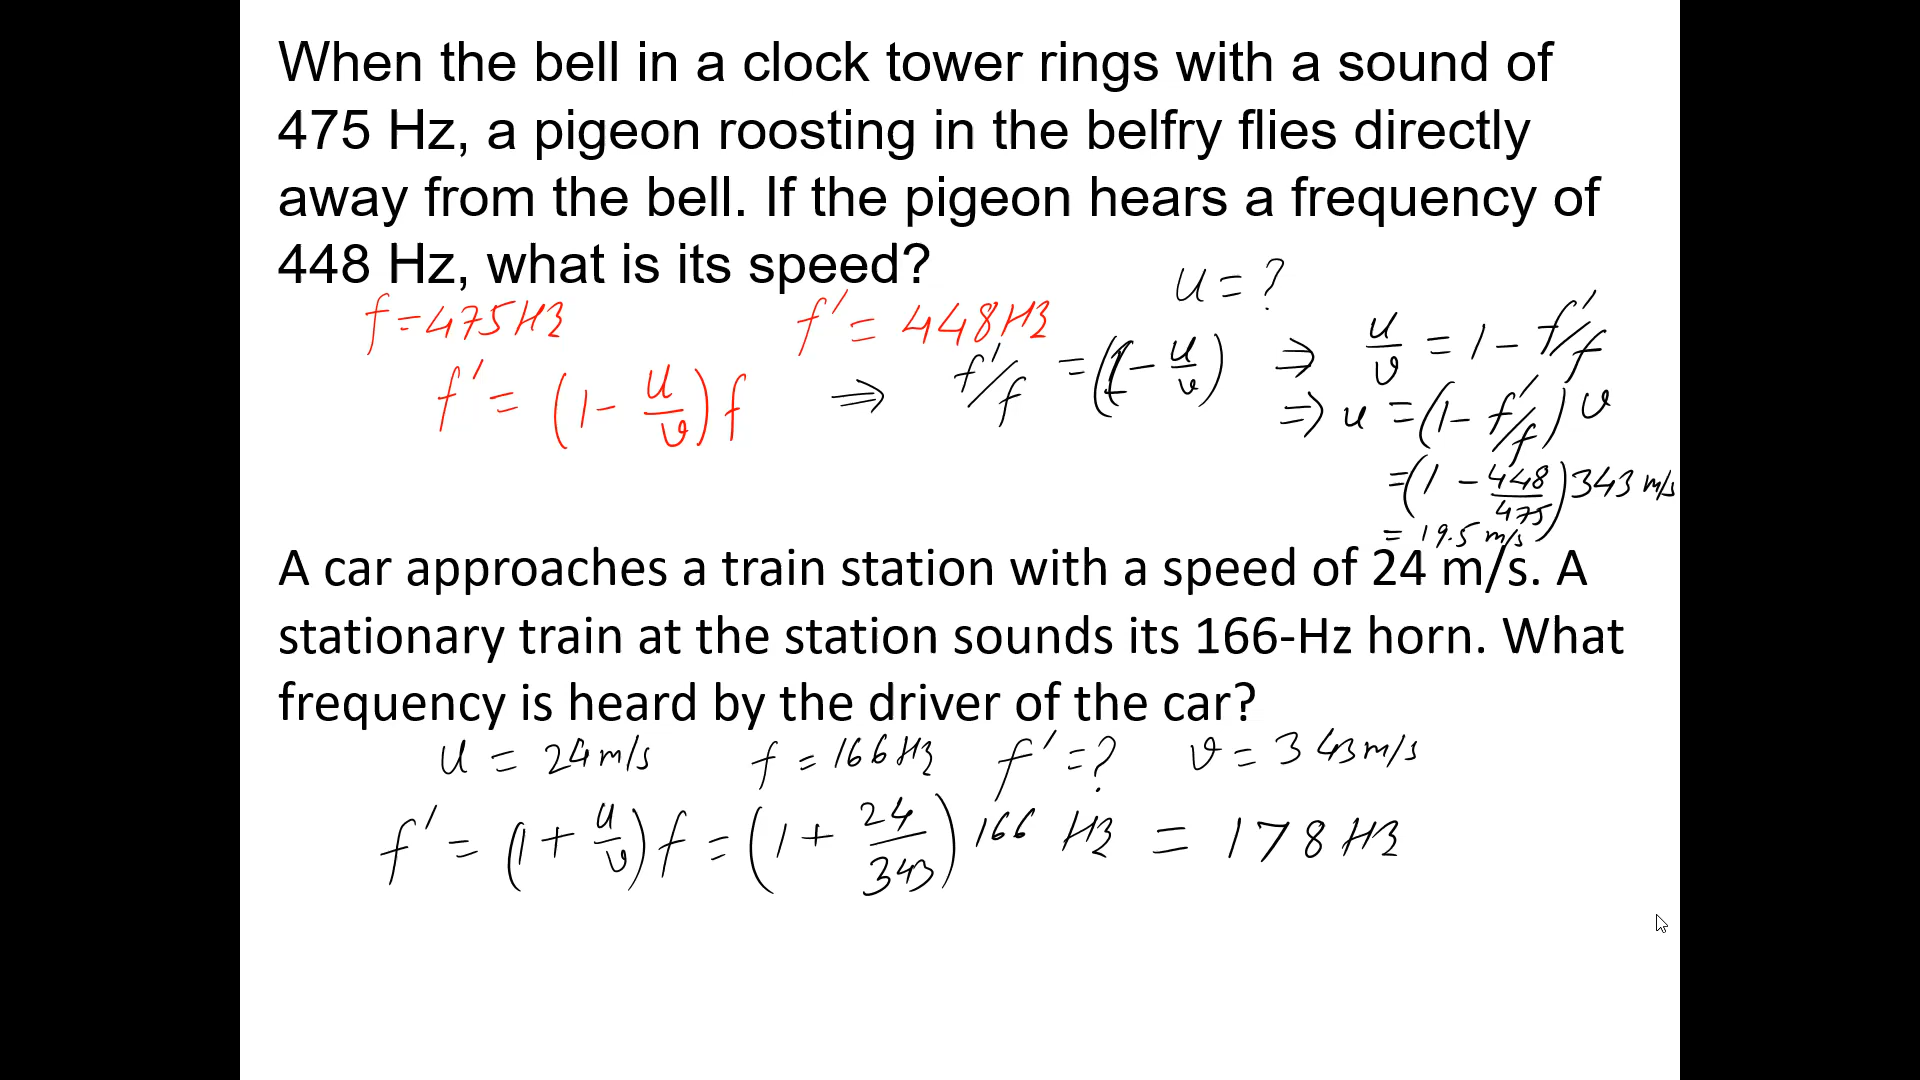 When the bell in a clock tower rings with a sound of
475 Hz, a pigeon roosting in the belfry flies directly
away from the bell. If the pigeon hears a frequency of
448 Hz, what is its speed?
u = ?
f = 475 Hz f' = 448 Hz
f' = (1 - u/v) f ⇒ f'/f = (1 - u/v) ⇒ u/v = 1 - f'/f
⇒ u = (1 - f'/f) v
= (1 - 448/475) 343 m/s
= 19.5 m/s
A car approaches a train station with a speed of 24 m/s. A
stationary train at the station sounds its 166-Hz horn. What
frequency is heard by the driver of the car?
u = 24 m/s f = 166 Hz f' = ? v = 343 m/s
f' = (1 + u/v) f = (1 + 24/343) 166 Hz = 178 Hz